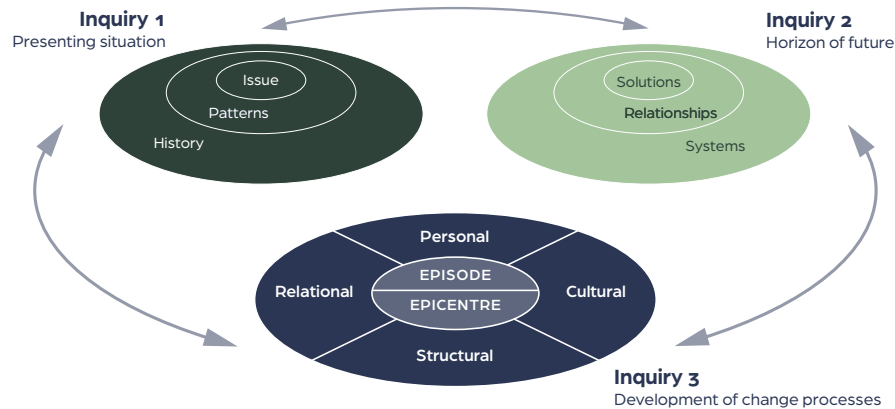 Inquiry 1
Presenting situation
Inquiry 2
Horizon of future
Issue
Patterns
History
Solutions
Relationships
Systems
Personal
EPISODE
Relational
Cultural
EPICENTRE
Structural
Inquiry 3
Development of change processes